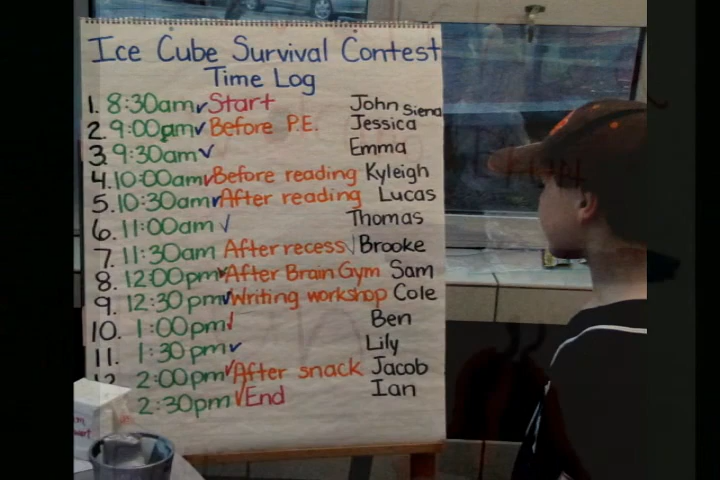 Ice Cube Survival Contest
Time Log
1. 8:30am ✓ Start John Siena
2. 9:00pm ✓ Before P.E. Jessica
3. 9:30am ✓ Emma
4. 10:00am ✓ Before reading Kyleigh
5. 10:30am ✓ After reading Lucas
6. 11:00am ✓ Thomas
7. 11:30am After recess ✓ Brooke
8. 12:00pm ✓ After Brain Gym Sam
9. 12:30pm ✓ Writing workshop Cole
10. 1:00pm ✓ Ben
11. 1:30pm ✓ Lily
12 2:00pm ✓ After snack Jacob
2:30pm ✓ End Ian